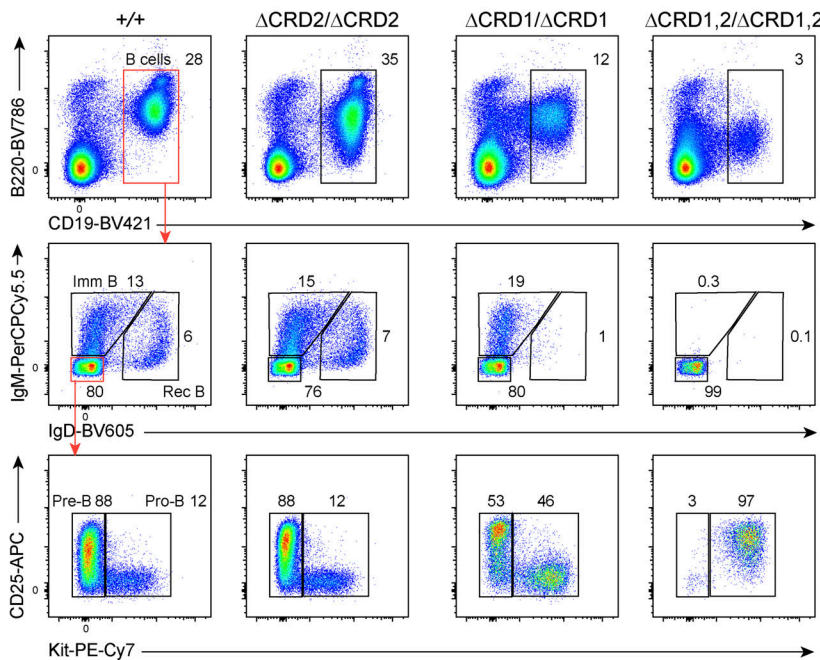 +/+ ΔCRD2/ΔCRD2 ΔCRD1/ΔCRD1 ΔCRD1,2/ΔCRD1,2
B cells 28 35 12 3
B220-BV786
0
0
CD19-BV421
Imm B 13 15 19 0.3
6 7 1 0.1
IgM-PerCPCy5.5
0
80 Rec B 76 80 99
0
IgD-BV605
Pre-B 88 Pro-B 12 88 12 53 46 3 97
CD25-APC
0
0
Kit-PE-Cy7